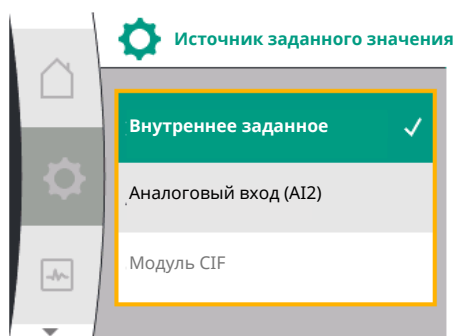 Источник заданного значения
Внутреннее заданное
Аналоговый вход (AI2)
Модуль CIF